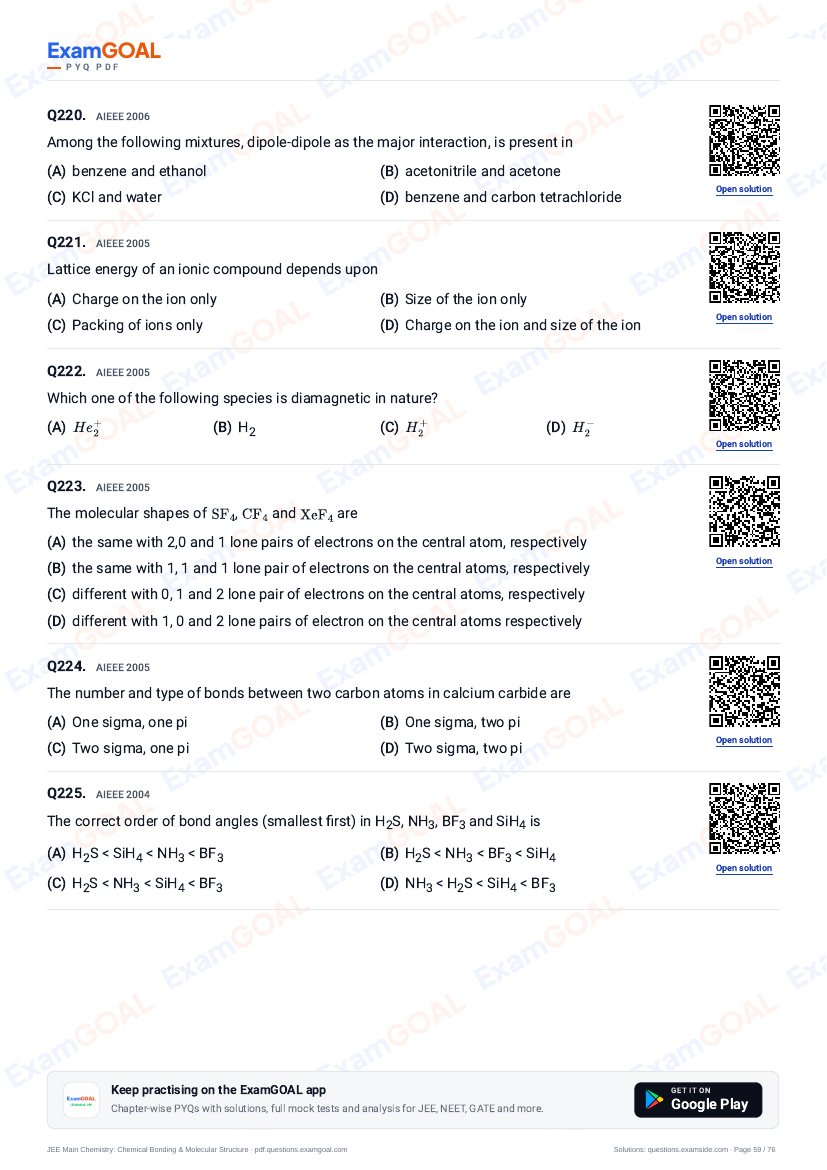 ExamGOAL
PYQ PDF
Q220. AIEEE 2006
Among the following mixtures, dipole-dipole as the major interaction, is present in
(A) benzene and ethanol
(B) acetonitrile and acetone
(C) KCl and water
(D) benzene and carbon tetrachloride
Open solution
Q221. AIEEE 2005
Lattice energy of an ionic compound depends upon
(A) Charge on the ion only
(B) Size of the ion only
(C) Packing of ions only
(D) Charge on the ion and size of the ion
Open solution
Q222. AIEEE 2005
Which one of the following species is diamagnetic in nature?
(A) He₂⁺ (B) H₂ (C) H₂⁺ (D) H₂⁻
Open solution
Q223. AIEEE 2005
The molecular shapes of SF₄, CF₄ and XeF₄ are
(A) the same with 2,0 and 1 lone pairs of electrons on the central atom, respectively
(B) the same with 1, 1 and 1 lone pair of electrons on the central atoms, respectively
(C) different with 0, 1 and 2 lone pair of electrons on the central atoms, respectively
(D) different with 1, 0 and 2 lone pairs of electron on the central atoms respectively
Open solution
Q224. AIEEE 2005
The number and type of bonds between two carbon atoms in calcium carbide are
(A) One sigma, one pi
(B) One sigma, two pi
(C) Two sigma, one pi
(D) Two sigma, two pi
Open solution
Q225. AIEEE 2004
The correct order of bond angles (smallest first) in H₂S, NH₃, BF₃ and SiH₄ is
(A) H₂S < SiH₄ < NH₃ < BF₃
(B) H₂S < NH₃ < BF₃ < SiH₄
(C) H₂S < NH₃ < SiH₄ < BF₃
(D) NH₃ < H₂S < SiH₄ < BF₃
Open solution
ExamGOAL
Keep practising on the ExamGOAL app
Chapter-wise PYQs with solutions, full mock tests and analysis for JEE, NEET, GATE and more.
GET IT ON
Google Play
JEE Main Chemistry: Chemical Bonding & Molecular Structure · pdf.questions.examgoal.com
Solutions: questions.examside.com · Page 59 / 76